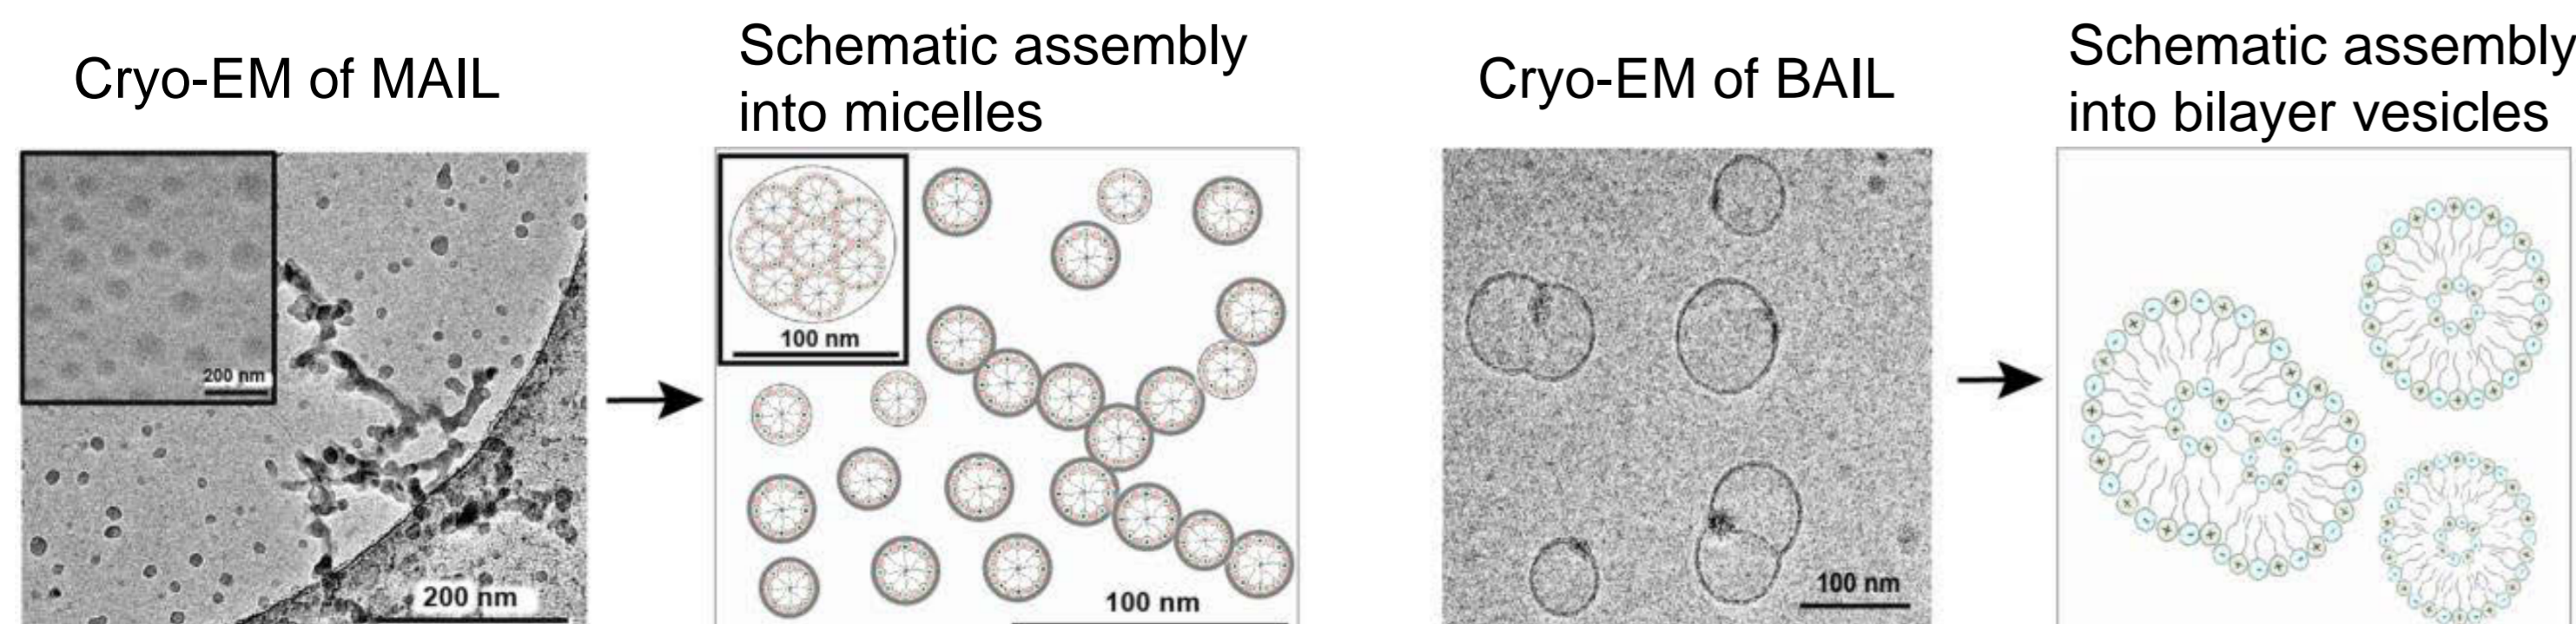 Cryo-EM of MAIL
Schematic assembly
into micelles
Cryo-EM of BAIL
Schematic assembly
into bilayer vesicles
200 nm
200 nm
100 nm
100 nm
100 nm